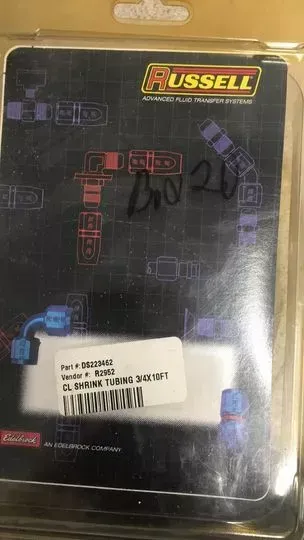 RUSSELL
ADVANCED FLUID TRANSFER SYSTEMS
Part #: DS223462
Vendor #: R2952
CL SHRINK TUBING 3/4X10FT
Edelbrock
AN EDELBROCK COMPANY